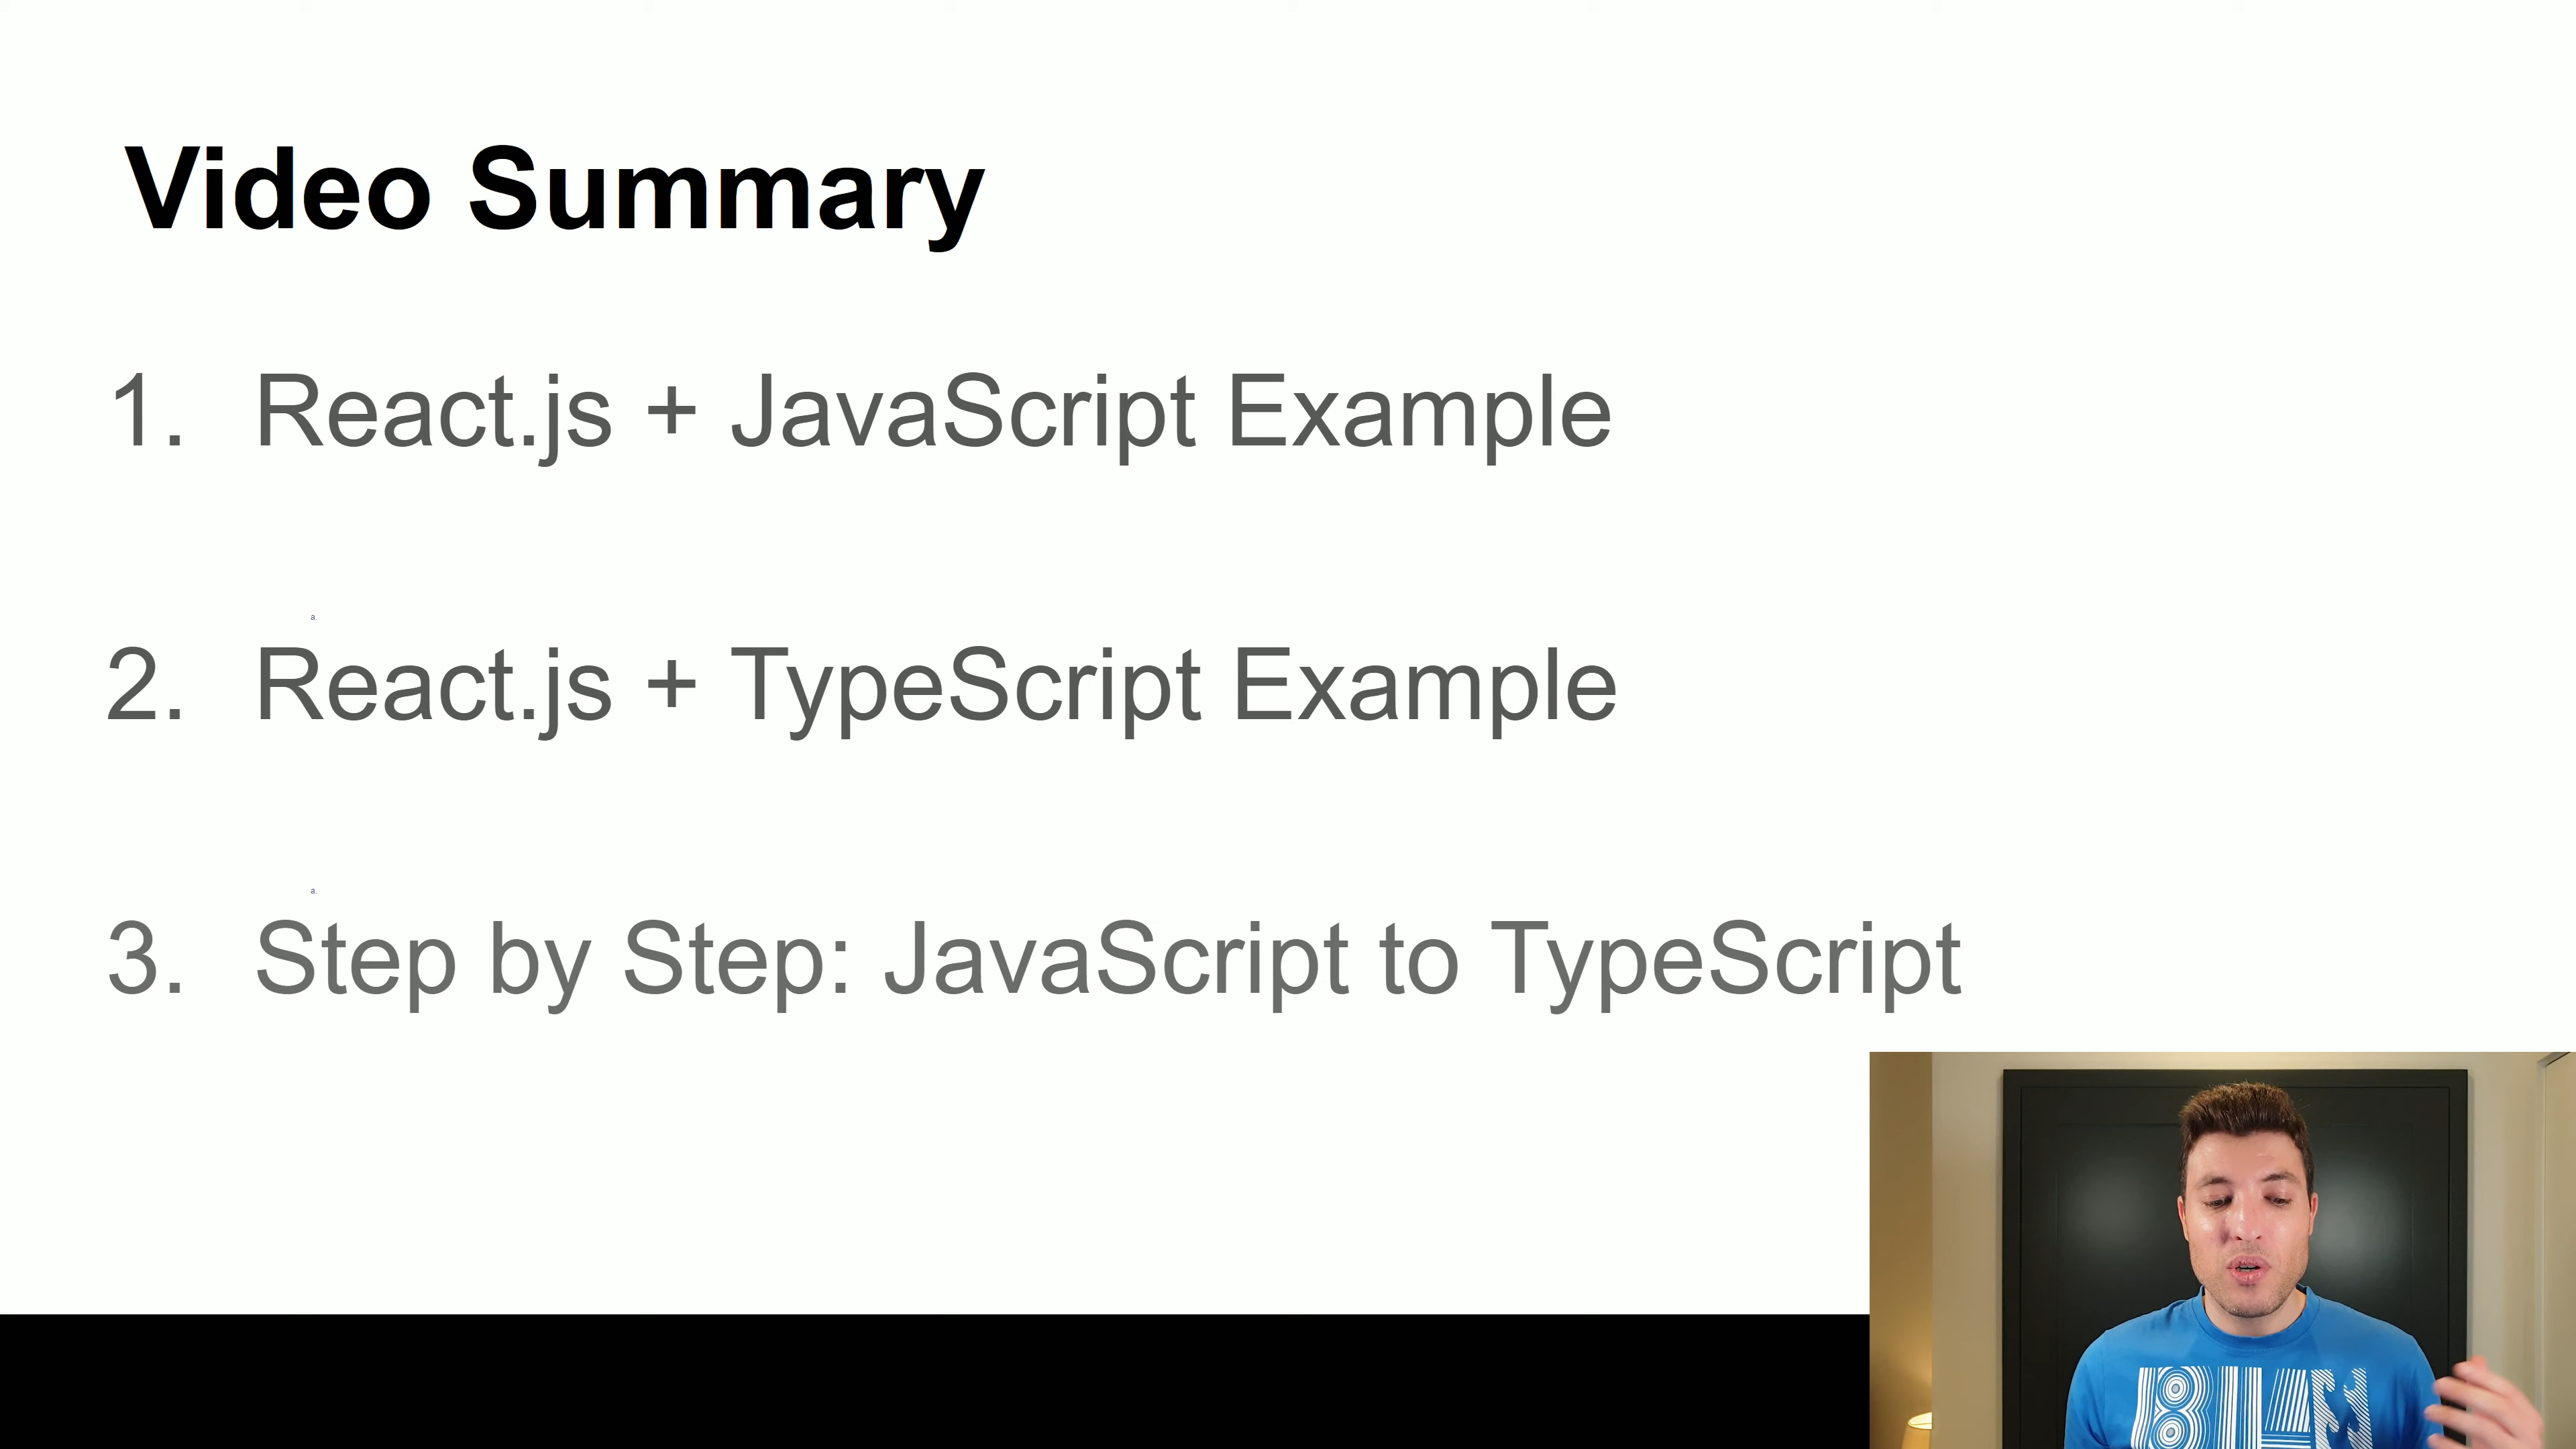 Video Summary
1. React.js + JavaScript Example
a.
2. React.js + TypeScript Example
a.
3. Step by Step: JavaScript to TypeScript